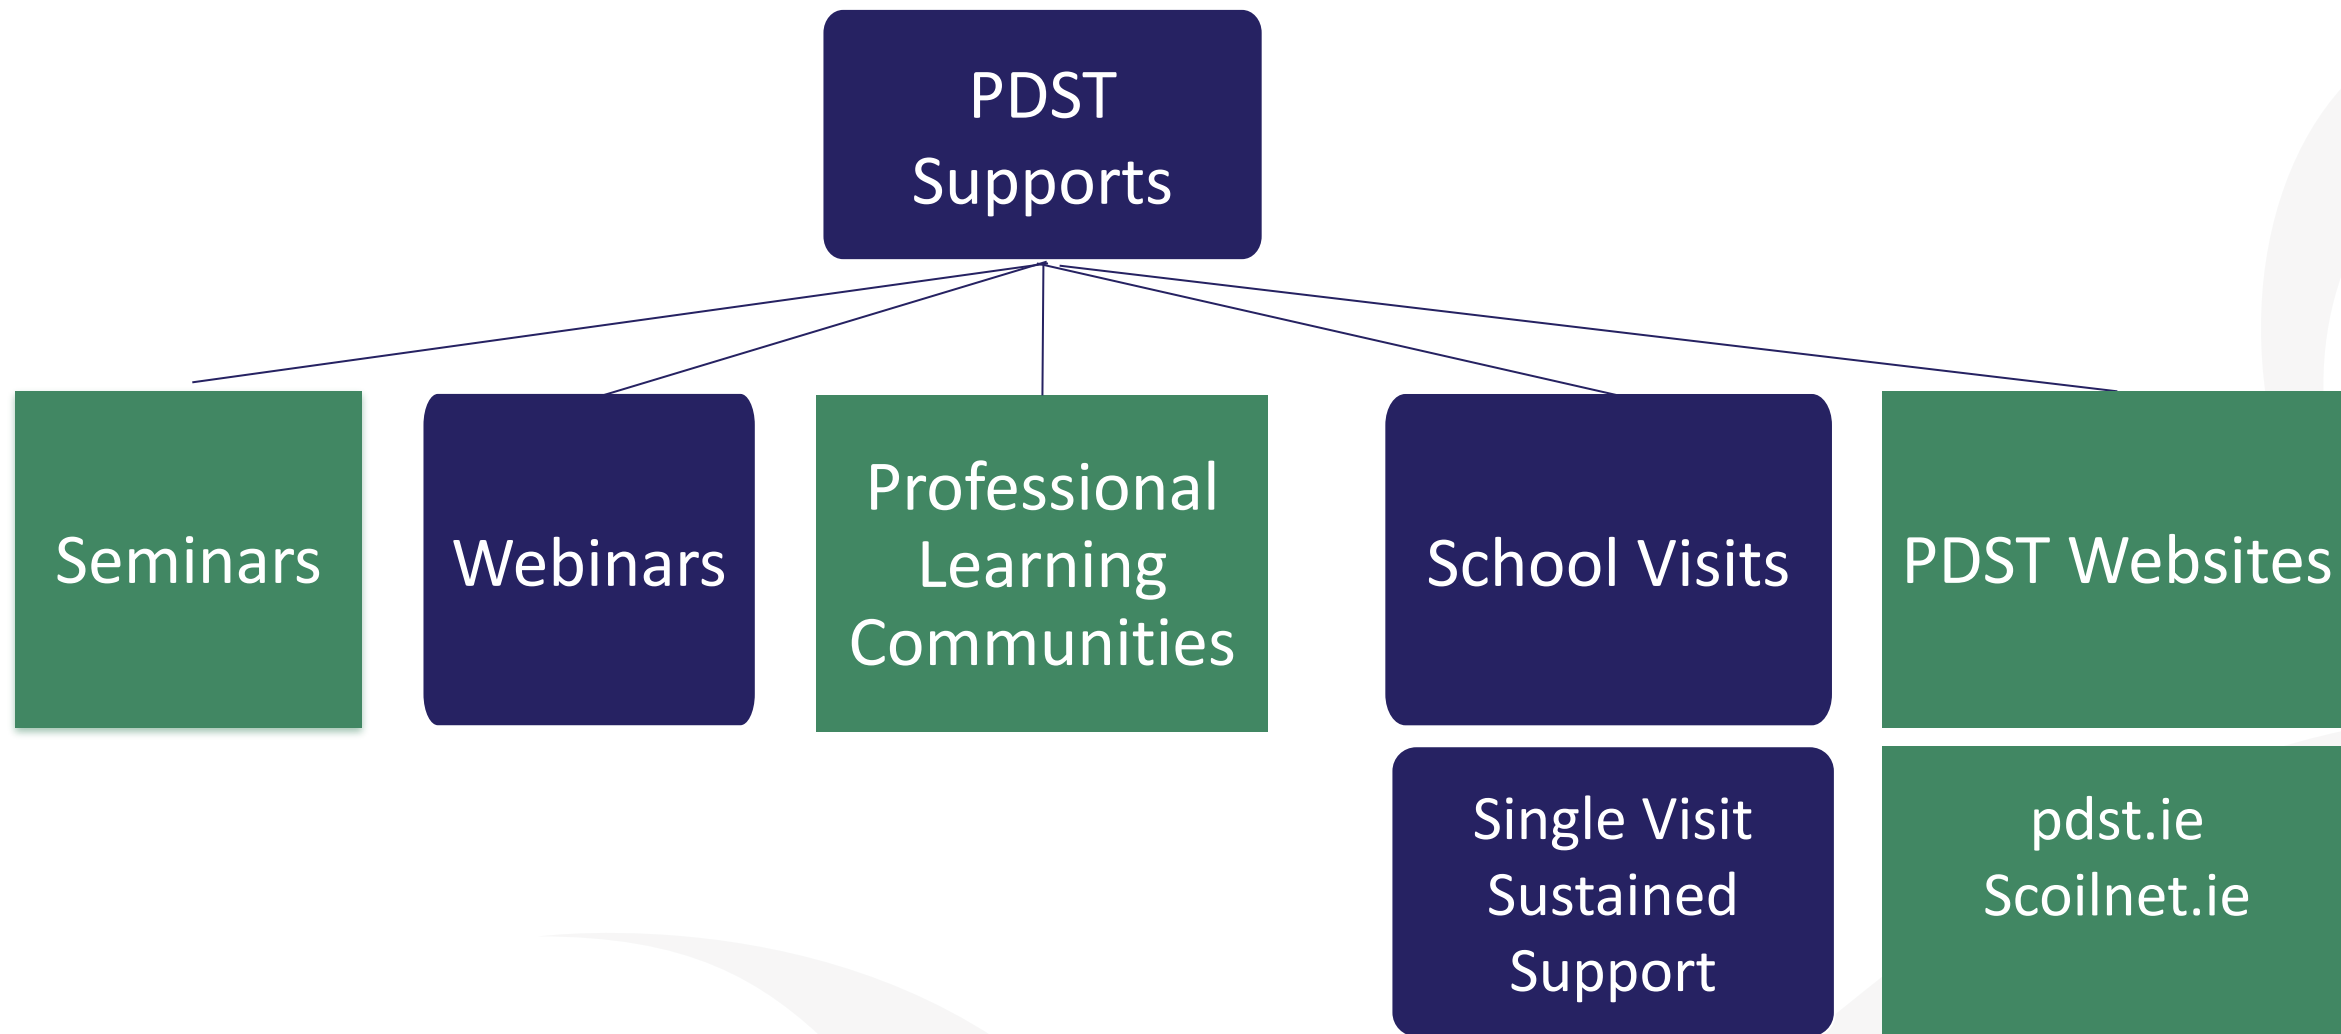 PDST
Supports
Seminars
Webinars
Professional
Learning
Communities
School Visits
PDST Websites
Single Visit
Sustained
Support
pdst.ie
Scoilnet.ie